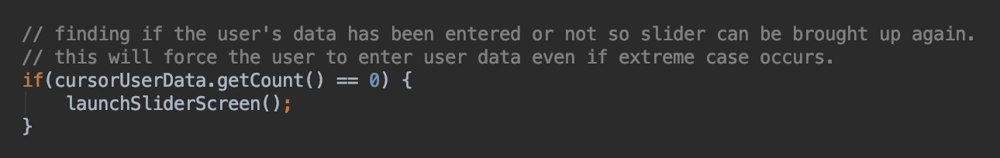 // finding if the user's data has been entered or not so slider can be brought up again.
// this will force the user to enter user data even if extreme case occurs.
if(cursorUserData.getCount() == 0) {
    launchSliderScreen();
}